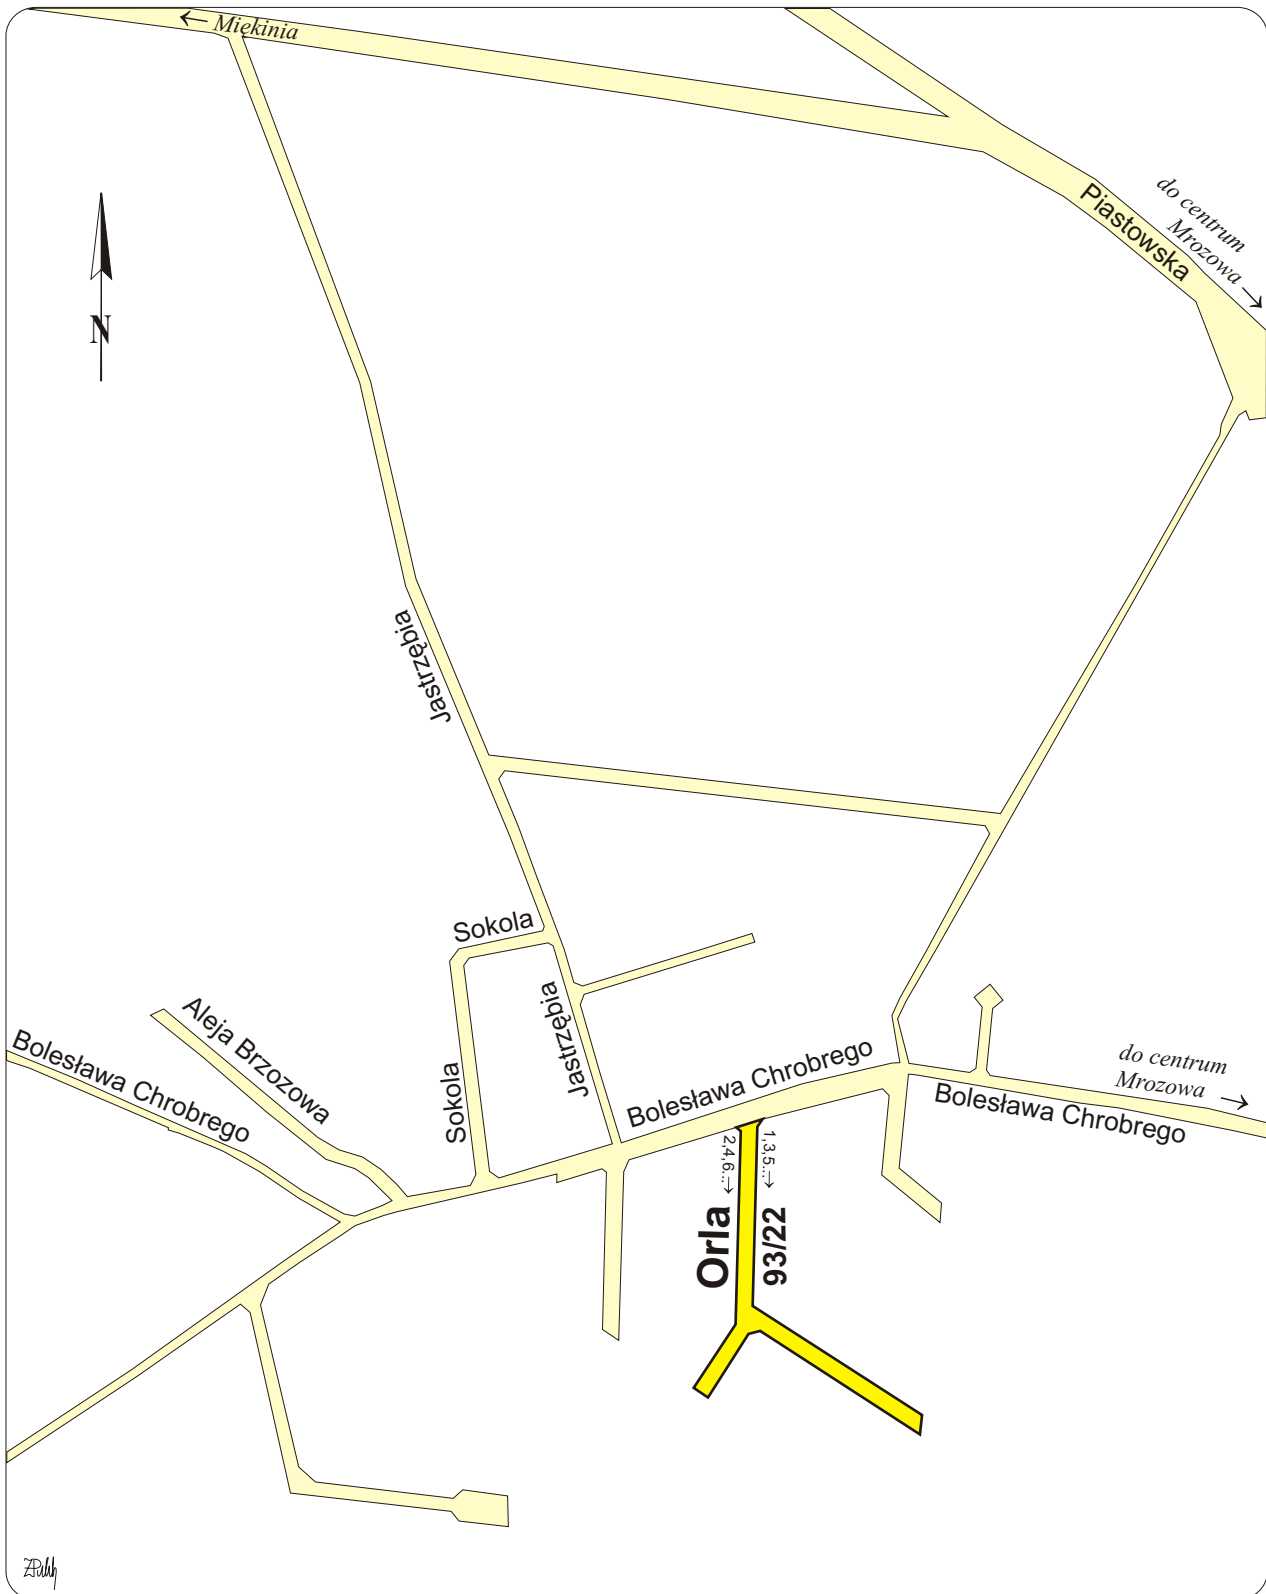 ← Miękinia
Piastowska
do centrum
Mrozowa →
N
Jastrzębia
Sokola
Jastrzębia
Aleja Brzozowa
Bolesława Chrobrego
Sokola
Bolesława Chrobrego
do centrum
Mrozowa →
Bolesława Chrobrego
1,3,5...→
2,4,6...→
Orla
93/22